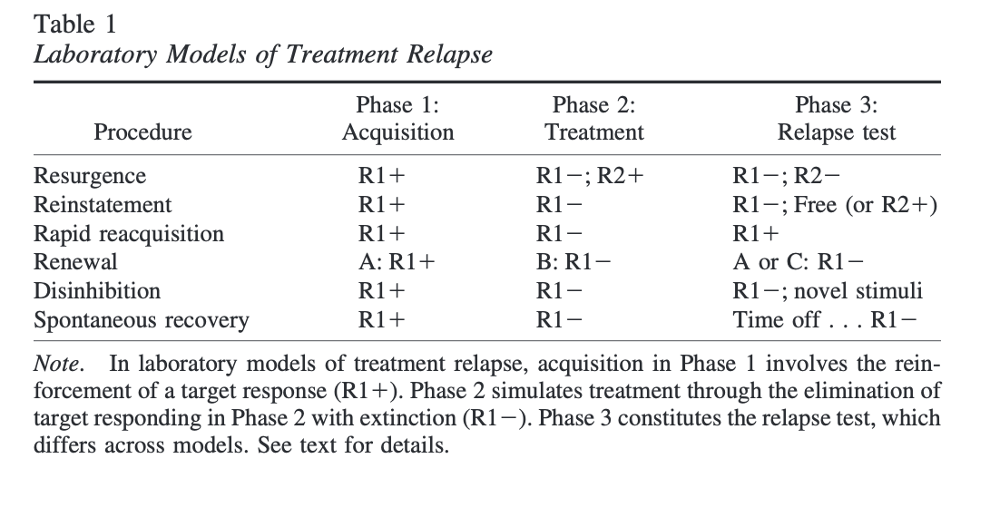 Table 1
Laboratory Models of Treatment Relapse
Procedure Phase 1: Acquisition Phase 2: Treatment Phase 3: Relapse test
Resurgence R1+ R1−; R2+ R1−; R2−
Reinstatement R1+ R1− R1−; Free (or R2+)
Rapid reacquisition R1+ R1− R1+
Renewal A: R1+ B: R1− A or C: R1−
Disinhibition R1+ R1− R1−; novel stimuli
Spontaneous recovery R1+ R1− Time off . . . R1−
Note. In laboratory models of treatment relapse, acquisition in Phase 1 involves the rein-
forcement of a target response (R1+). Phase 2 simulates treatment through the elimination of
target responding in Phase 2 with extinction (R1−). Phase 3 constitutes the relapse test, which
differs across models. See text for details.